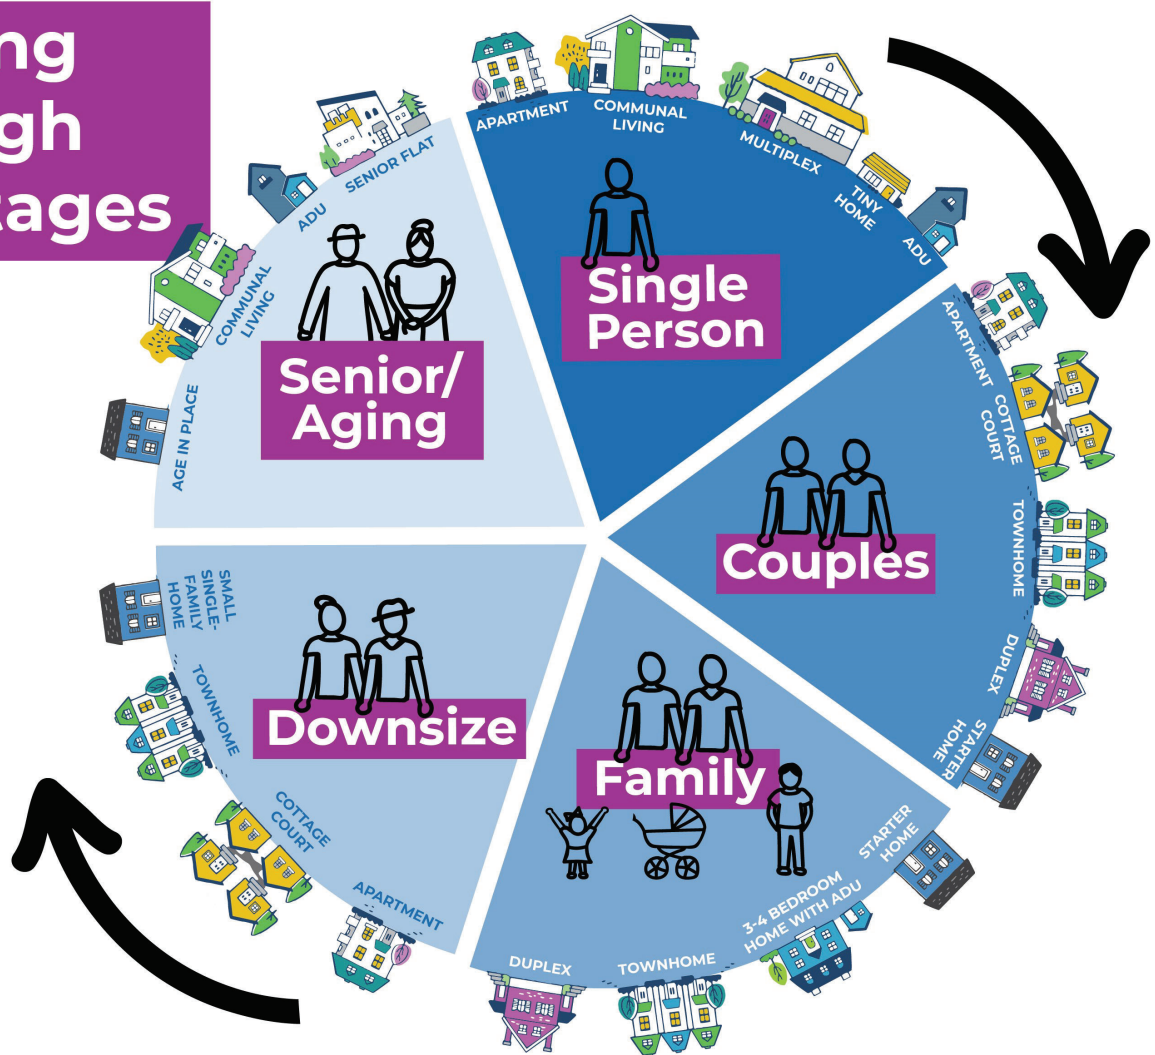 ng
gh
tages
APARTMENT
COMMUNAL
LIVING
MULTIPLEX
TINY
HOME
ADU
Single
Person
APARTMENT
COTTAGE
COURT
TOWNHOME
DUPLEX
STARTER
HOME
Couples
STARTER
HOME
3-4 BEDROOM
HOME WITH ADU
TOWNHOME
DUPLEX
Family
APARTMENT
COTTAGE
COURT
TOWNHOME
SMALL
SINGLE-
FAMILY
HOME
Downsize
AGE IN PLACE
COMMUNAL
LIVING
ADU
SENIOR FLAT
Senior/
Aging